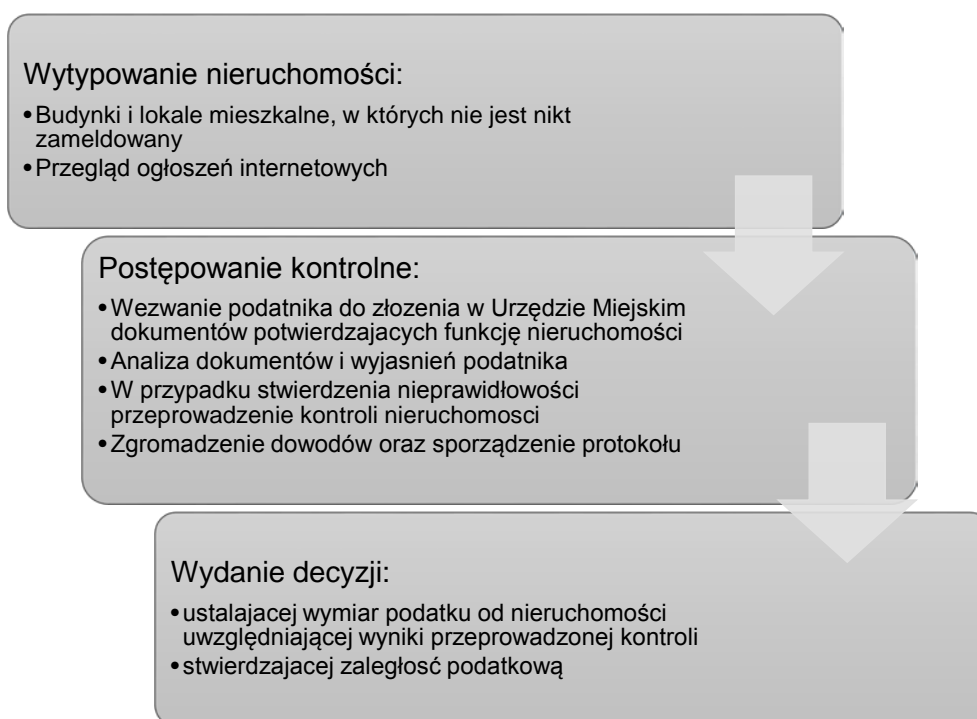 Wytypowanie nieruchomości:
•Budynki i lokale mieszkalne, w których nie jest nikt
zameldowany
•Przegląd ogłoszeń internetowych
Postępowanie kontrolne:
•Wezwanie podatnika do złozenia w Urzędzie Miejskim
dokumentów potwierdzajacych funkcję nieruchomości
•Analiza dokumentów i wyjasnień podatnika
•W przypadku stwierdzenia nieprawidłowości
przeprowadzenie kontroli nieruchomosci
•Zgromadzenie dowodów oraz sporządzenie protokołu
Wydanie decyzji:
•ustalajacej wymiar podatku od nieruchomości
uwzględniającej wyniki przeprowadzonej kontroli
•stwierdzajacej zaległosć podatkową